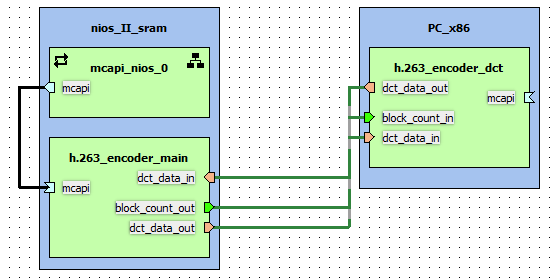 nios_II_sram
mcapi_nios_0
mcapi
h.263_encoder_main
mcapi
dct_data_in
block_count_out
dct_data_out
PC_x86
h.263_encoder_dct
dct_data_out
mcapi
block_count_in
dct_data_in